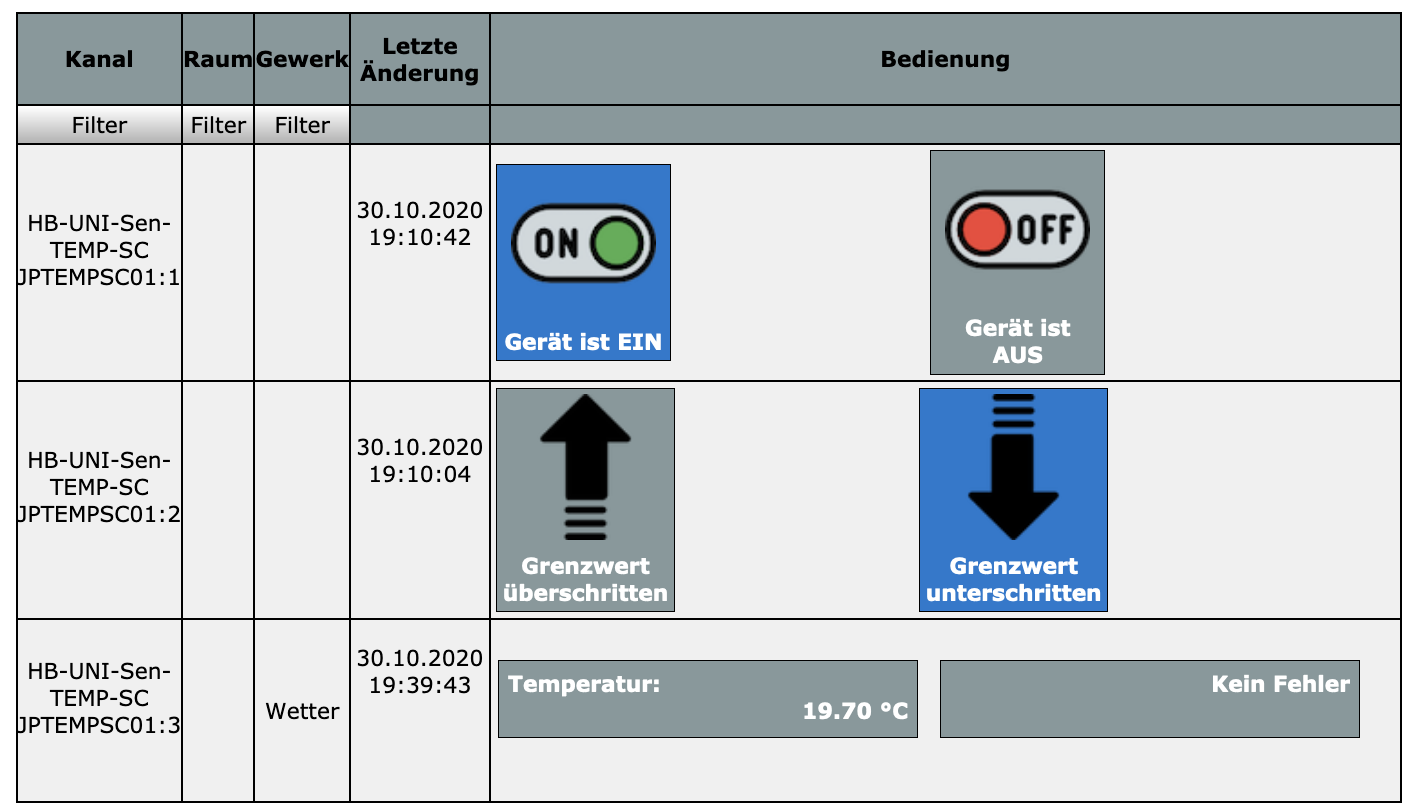 Kanal
Raum
Gewerk
Letzte
Änderung
Bedienung
Filter
Filter
Filter
HB-UNI-Sen-
TEMP-SC
JPTEMPSC01:1
30.10.2020
19:10:42
ON
Gerät ist EIN
OFF
Gerät ist
AUS
HB-UNI-Sen-
TEMP-SC
JPTEMPSC01:2
30.10.2020
19:10:04
Grenzwert
überschritten
Grenzwert
unterschritten
HB-UNI-Sen-
TEMP-SC
JPTEMPSC01:3
Wetter
30.10.2020
19:39:43
Temperatur:
19.70 °C
Kein Fehler